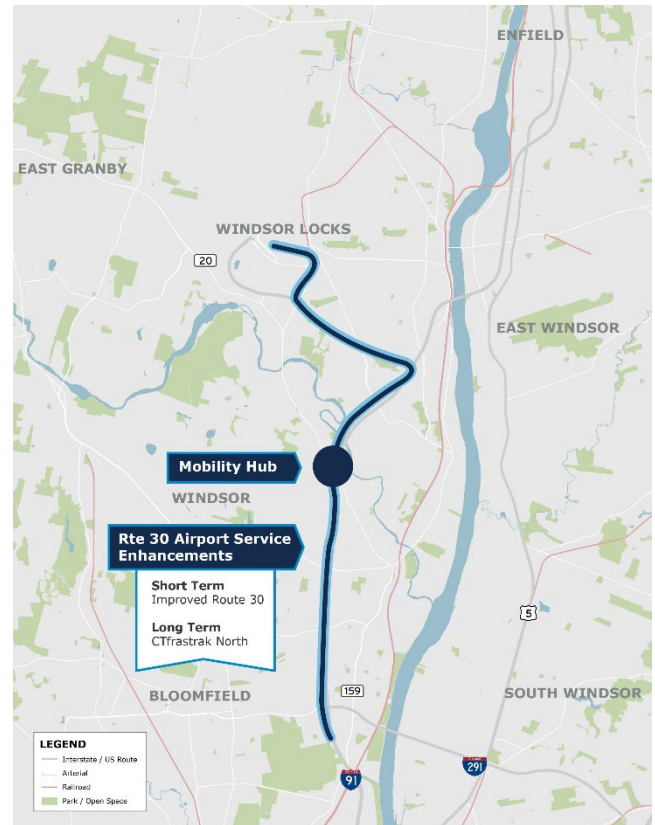 ENFIELD
EAST GRANBY
WINDSOR LOCKS
20
EAST WINDSOR
Mobility Hub
WINDSOR
Rte 30 Airport Service
Enhancements
Short Term
Improved Route 30
Long Term
CTfrastrak North
5
BLOOMFIELD
159
SOUTH WINDSOR
LEGEND
Interstate / US Route
Arterial
Railroad
Park / Open Space
91
291